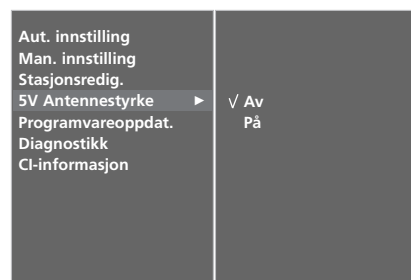 Aut. innstilling
Man. innstilling
Stasjonsredig.
5V Antennestyrke ►
Programvareoppdat.
Diagnostikk
CI-informasjon
√ Av
På